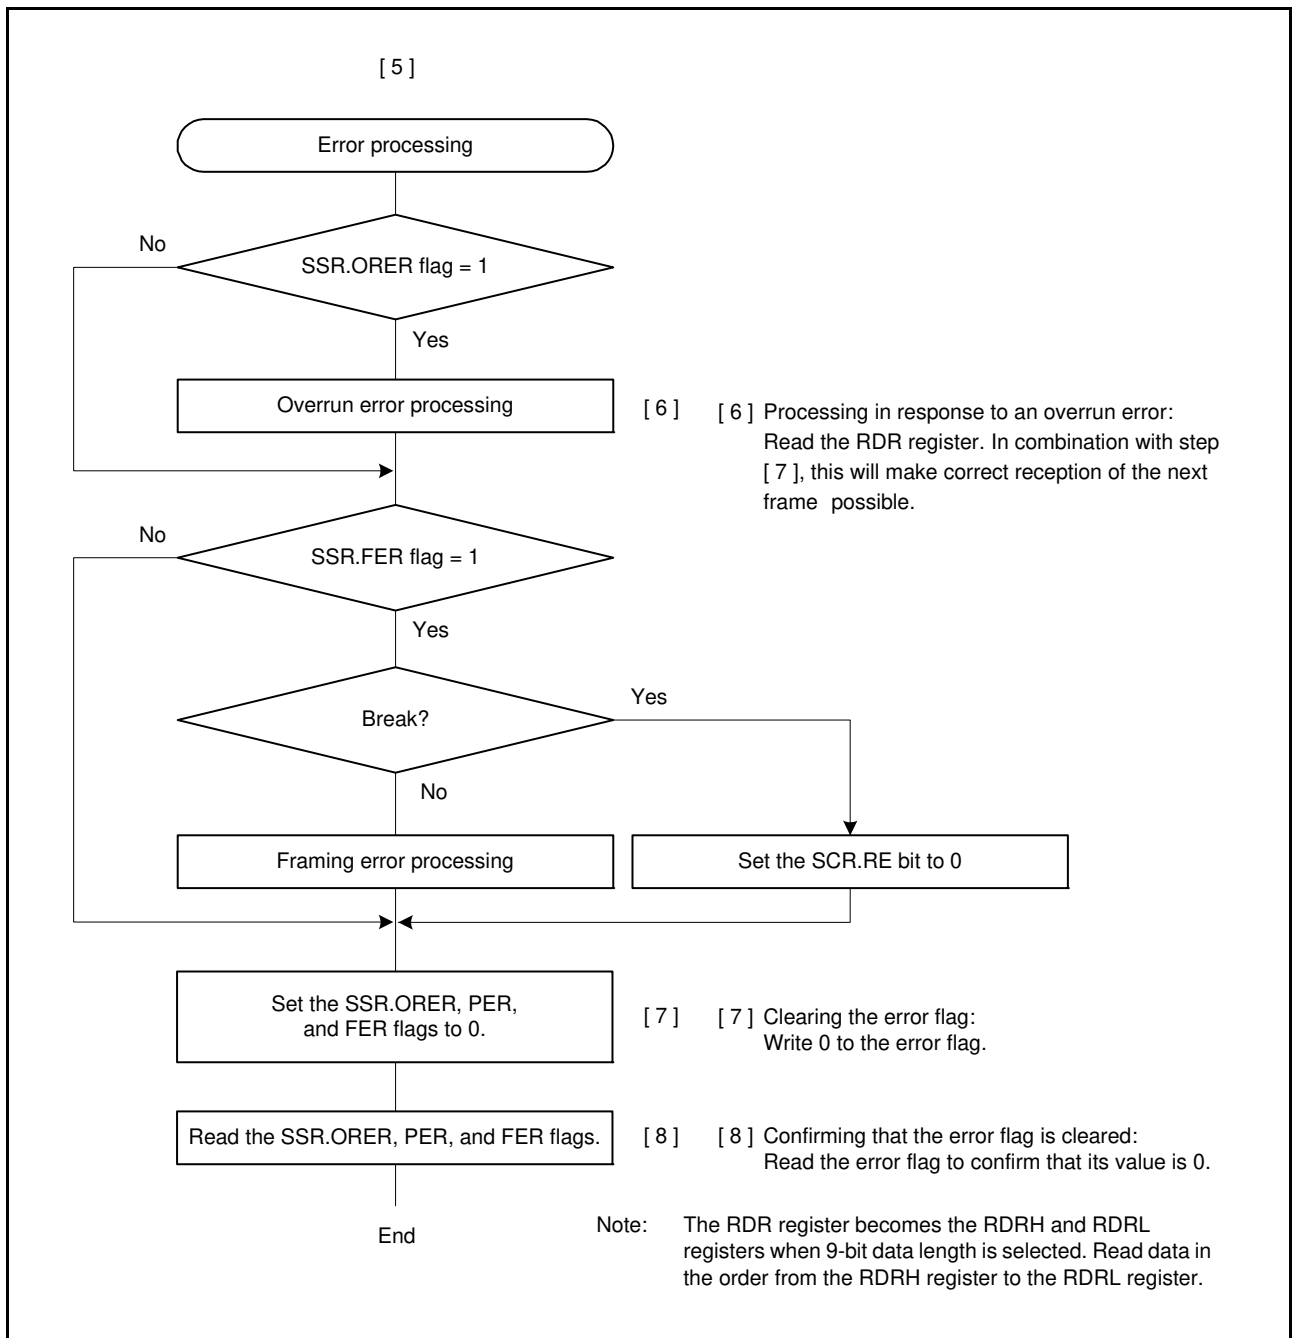 [ 5 ]
Error processing
No
SSR.ORER flag = 1
Yes
Overrun error processing
[ 6 ]
[ 6 ] Processing in response to an overrun error:
Read the RDR register. In combination with step
[ 7 ], this will make correct reception of the next
frame possible.
No
SSR.FER flag = 1
Yes
Break?
Yes
No
Framing error processing
Set the SCR.RE bit to 0
Set the SSR.ORER, PER,
and FER flags to 0.
[ 7 ]
[ 7 ] Clearing the error flag:
Write 0 to the error flag.
Read the SSR.ORER, PER, and FER flags.
[ 8 ]
[ 8 ] Confirming that the error flag is cleared:
Read the error flag to confirm that its value is 0.
End
Note: The RDR register becomes the RDRH and RDRL
registers when 9-bit data length is selected. Read data in
the order from the RDRH register to the RDRL register.